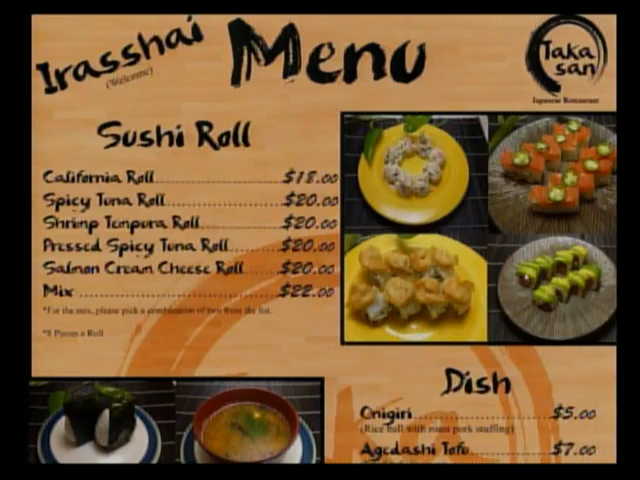 Irasshai
(Welcome)
Menu
Taka
san
Japanese Restaurant
Sushi Roll
California Roll...................$18.00
Spicy Tuna Roll.................$20.00
Shrimp Tempura Roll............$20.00
Pressed Spicy Tuna Roll........$20.00
Salmon Cream Cheese Roll.....$20.00
Mix...............................$22.00
*For the mix, please pick a combination of two from the list.
*8 Pieces a Roll
Dish
Onigiri.......................$5.00
(Rice ball with roast pork stuffing)
Agedashi Tofu..............$7.00